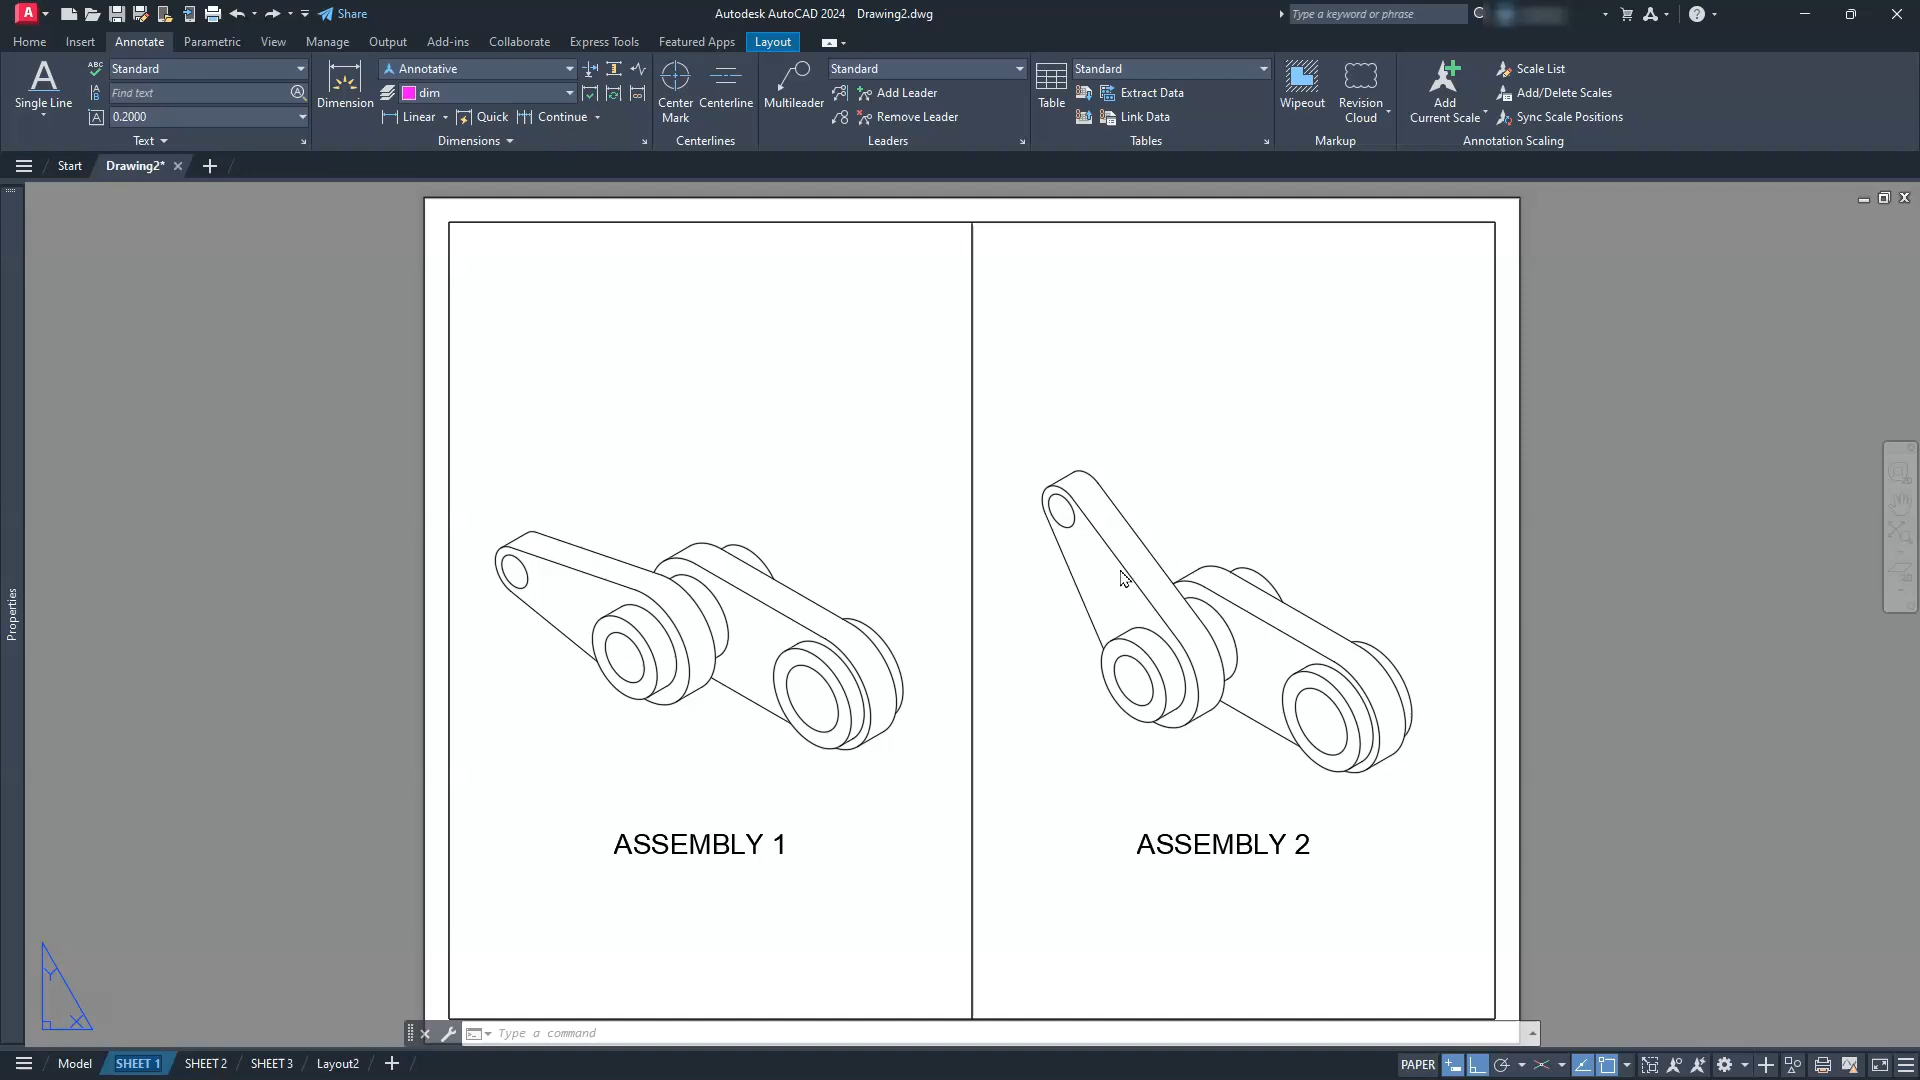 A Share Autodesk AutoCAD 2024 Drawing2.dwg Type a keyword or phrase
Home Insert Annotate Parametric View Manage Output Add-ins Collaborate Express Tools Featured Apps Layout
Single Line
ABC Standard
Find text
0.2000
Text
Dimension
Annotative
dim
Linear Quick Continue
Dimensions
Center
Mark
Centerline
Centerlines
Multileader
Standard
Add Leader
Remove Leader
Leaders
Table
Standard
Extract Data
Link Data
Tables
Wipeout
Revision
Cloud
Markup
Add
Current Scale
Scale List
Add/Delete Scales
Sync Scale Positions
Annotation Scaling
Start Drawing2*
Properties
ASSEMBLY 1
ASSEMBLY 2
Y
X
Type a command
Model SHEET 1 SHEET 2 SHEET 3 Layout2
PAPER